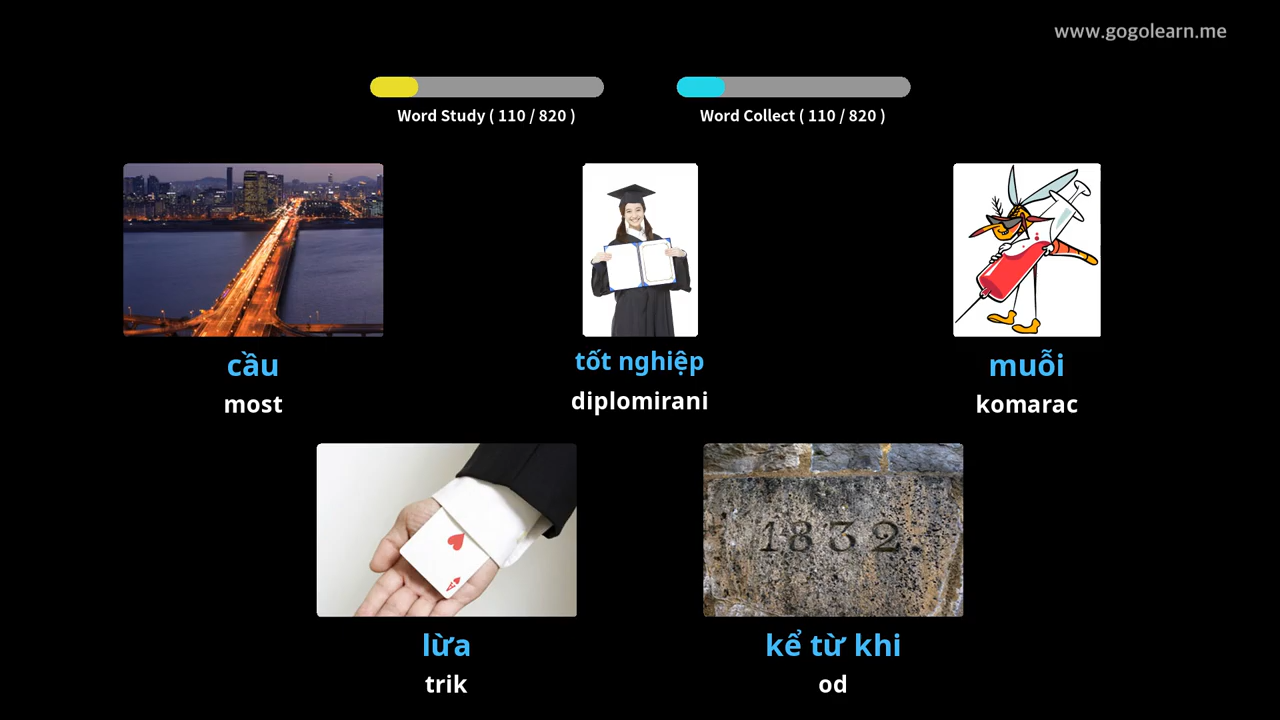 www.gogolearn.me
Word Study ( 110 / 820 )
Word Collect ( 110 / 820 )
cầu
most
tốt nghiệp
diplomirani
muỗi
komarac
A
lừa
trik
1832.
kể từ khi
od